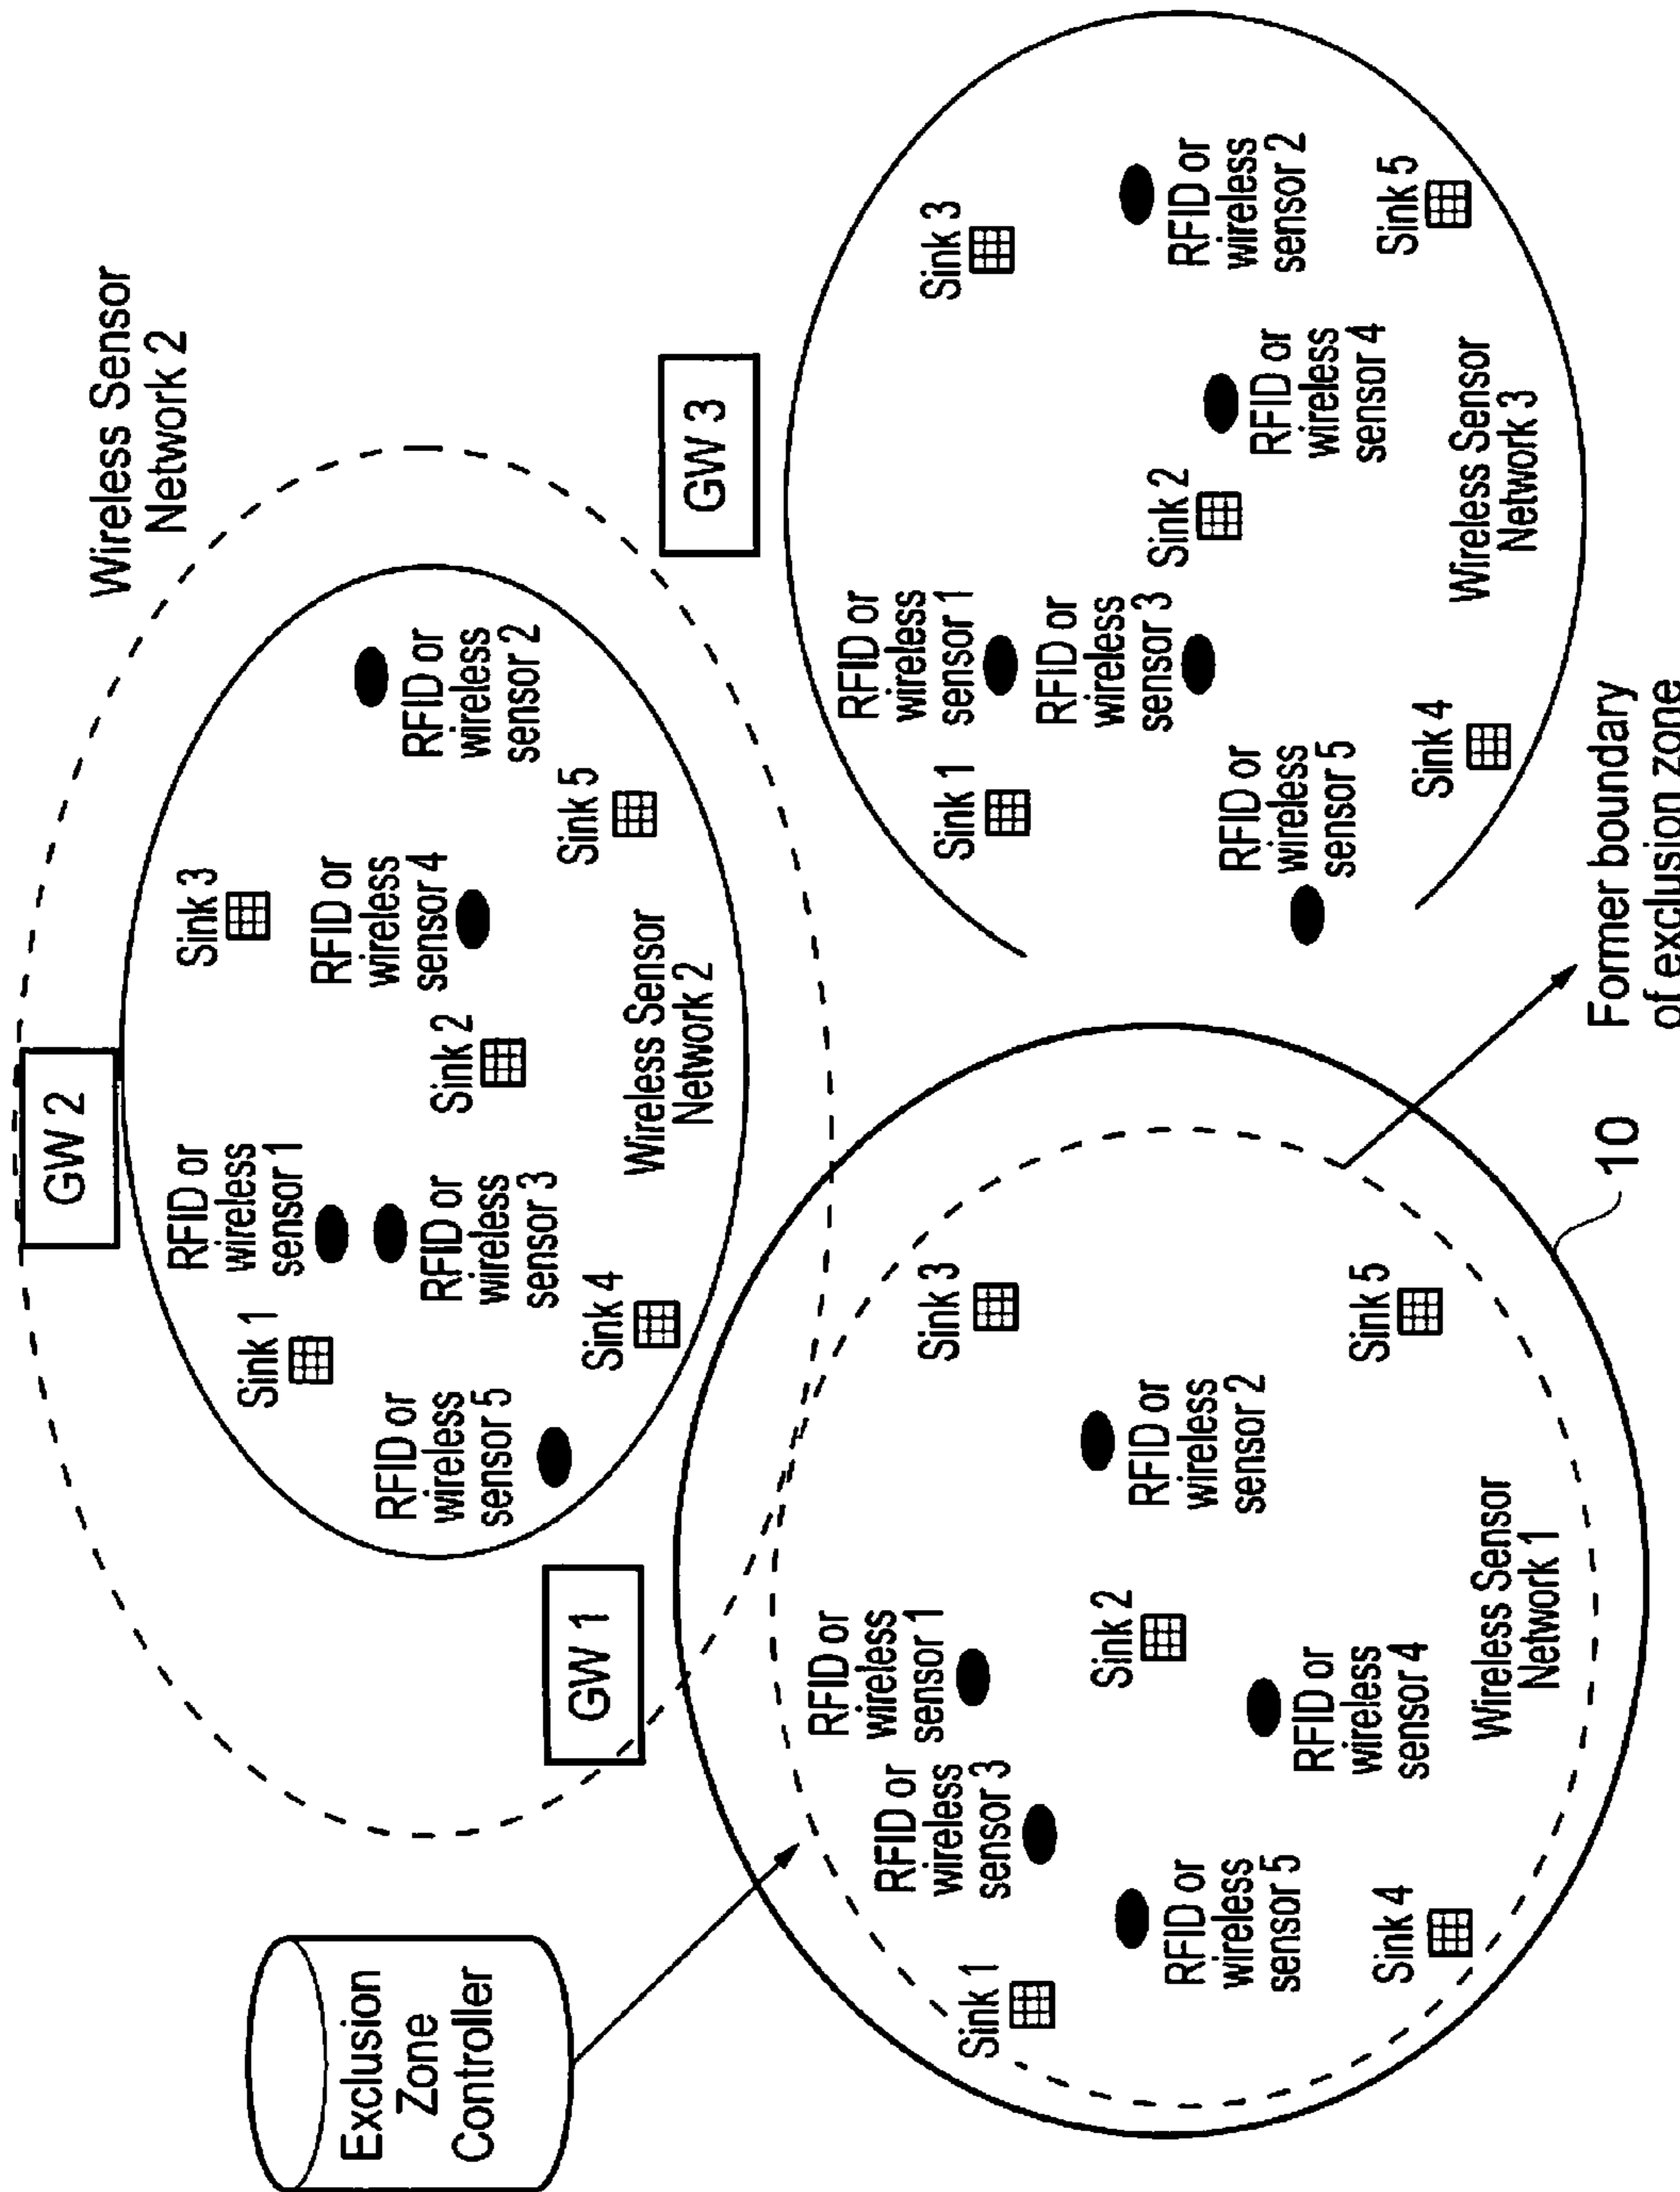 Wireless Sensor
Network 2
GW 2
RFID or
wireless
sensor 1
Sink 1
RFID or
wireless
sensor 3
RFID or
wireless
sensor 5
Sink 4
Sink 3
RFID or
wireless
sensor 4
Sink 2
RFID or
wireless
sensor 2
Sink 5
Wireless Sensor
Network 2
Exclusion
Zone
Controller
GW 1
RFID or
wireless
sensor 1
RFID or
wireless
sensor 3
Sink 1
RFID or
wireless
sensor 5
Sink 4
Sink 2
RFID or
wireless
sensor 4
RFID or
wireless
sensor 2
Sink 3
Sink 5
Wireless Sensor
Network 1
10
Former boundary
of exclusion zone
GW 3
RFID or
wireless
sensor 1
Sink 1
RFID or
wireless
sensor 3
RFID or
wireless
sensor 5
Sink 4
Sink 2
Sink 3
RFID or
wireless
sensor 4
RFID or
wireless
sensor 2
Sink 5
Wireless Sensor
Network 3